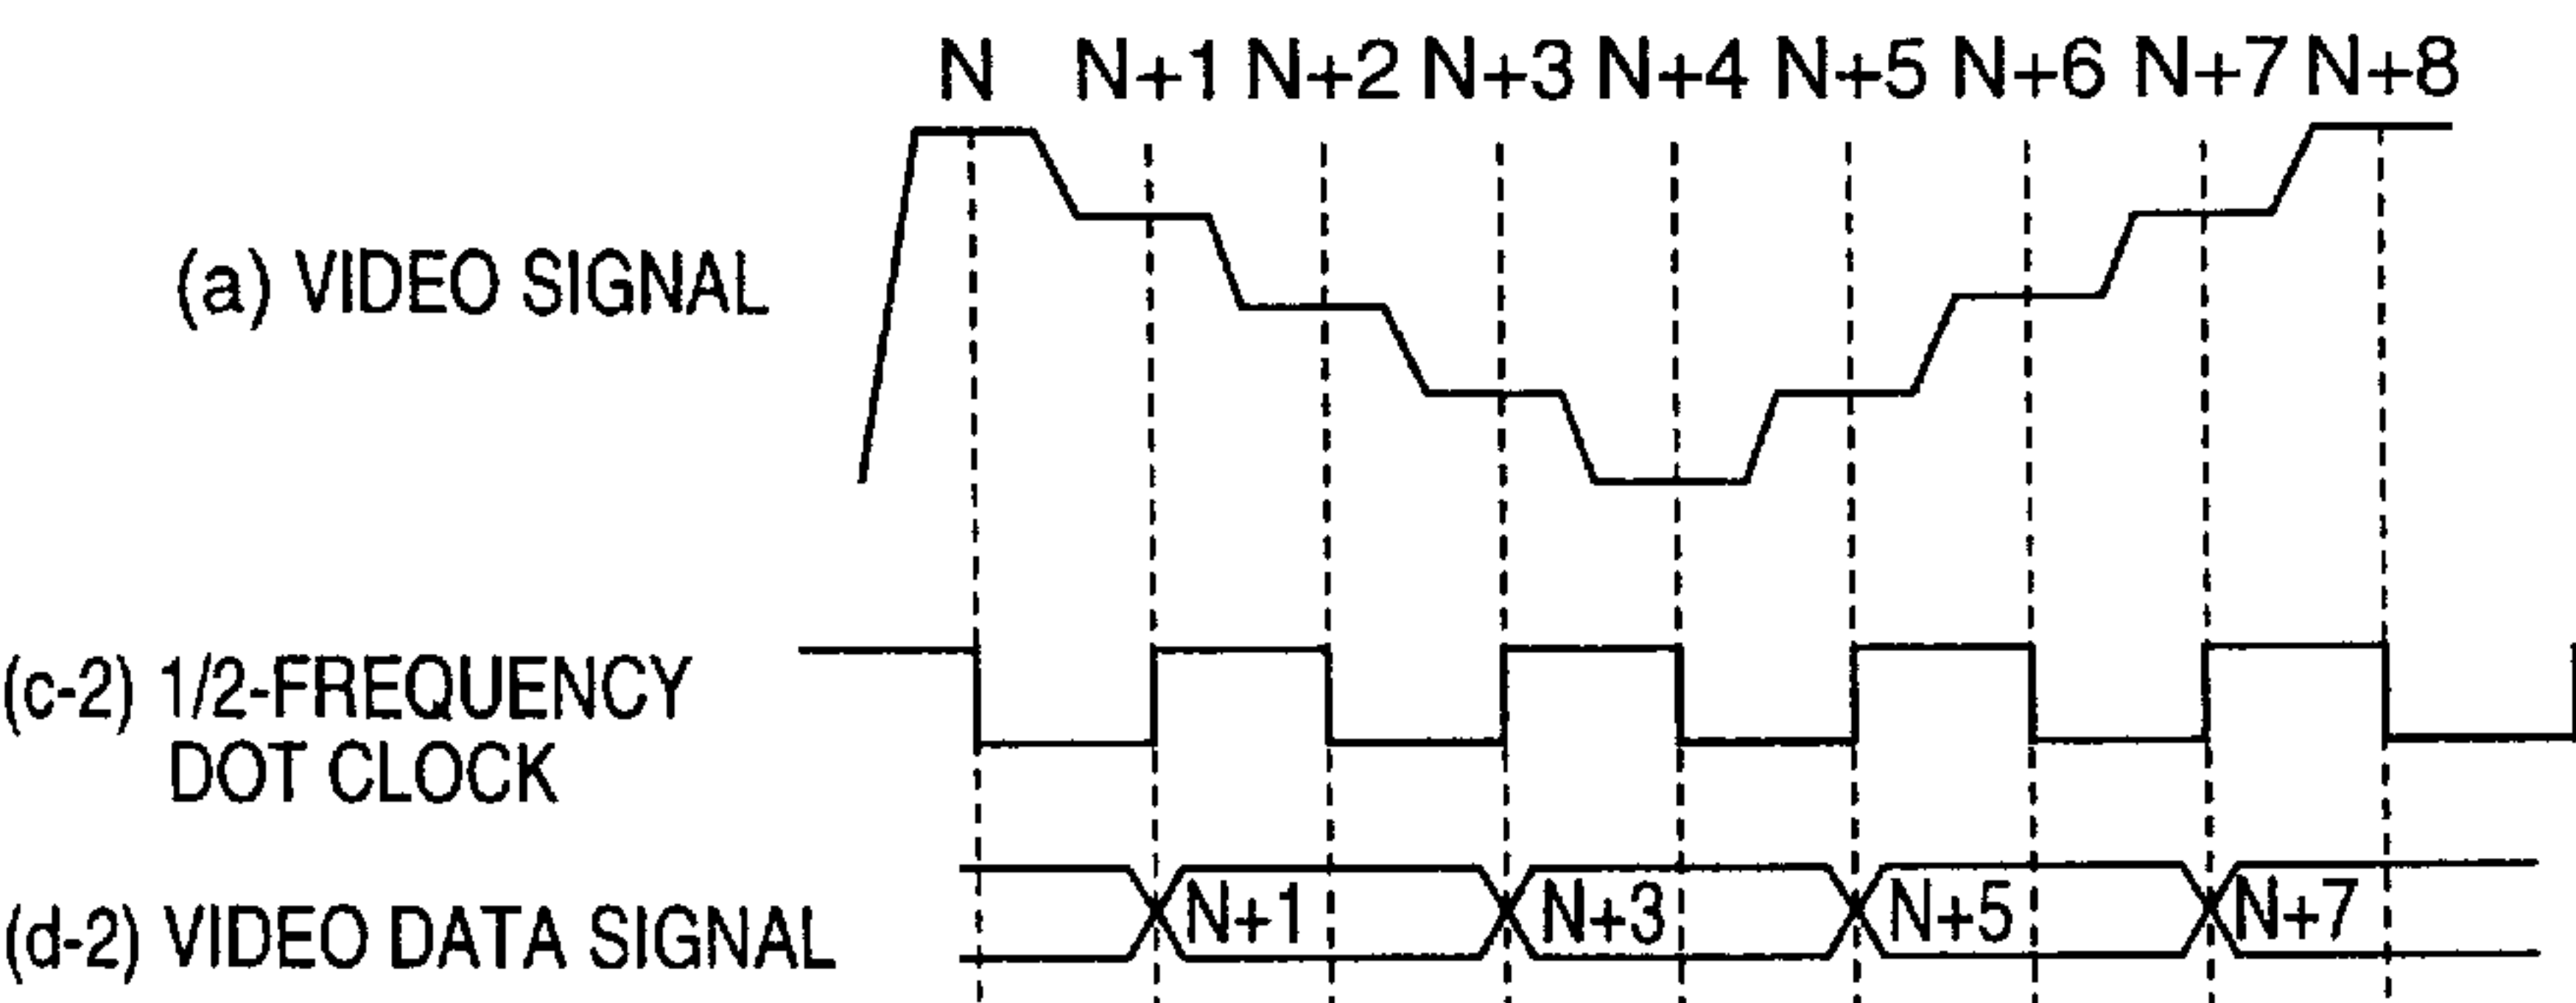 N N+1 N+2 N+3 N+4 N+5 N+6 N+7 N+8
(a) VIDEO SIGNAL
(c-2) 1/2-FREQUENCY
DOT CLOCK
(d-2) VIDEO DATA SIGNAL N+1 N+3 N+5 N+7